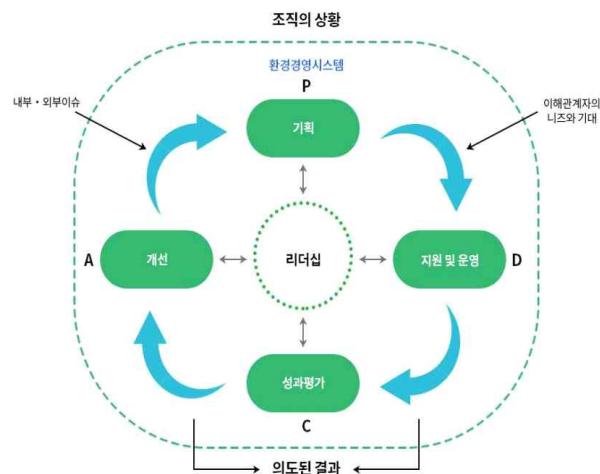 조직의 상황
환경경영시스템
P
내부・외부이슈
이해관계자의
니즈와 기대
기획
A
개선
리더십
지원 및 운영
D
성과평가
C
의도된 결과